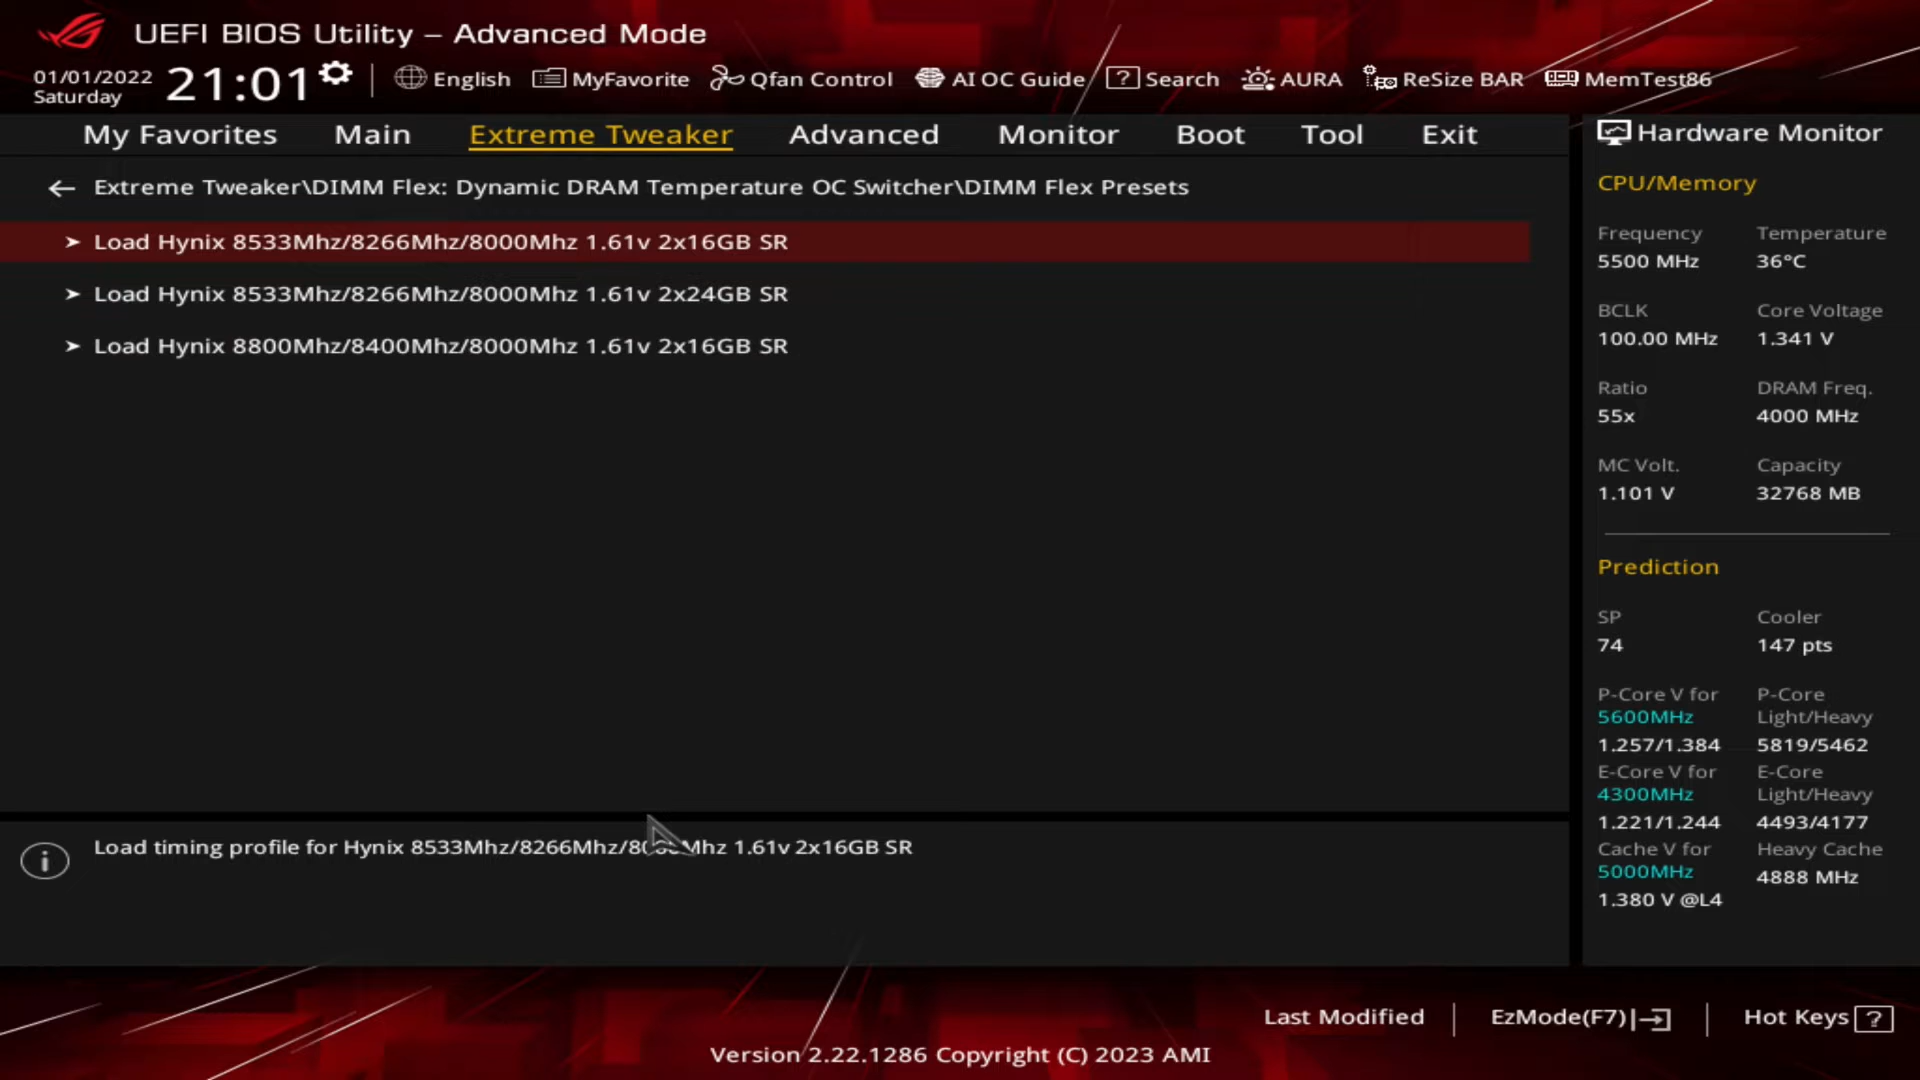 UEFI BIOS Utility – Advanced Mode
01/01/2022
Saturday
21:01
English
MyFavorite
Qfan Control
AI OC Guide
? Search
AURA
ReSize BAR
MemTest86
My Favorites
Main
Extreme Tweaker
Advanced
Monitor
Boot
Tool
Exit
Extreme Tweaker\DIMM Flex: Dynamic DRAM Temperature OC Switcher\DIMM Flex Presets
Load Hynix 8533Mhz/8266Mhz/8000Mhz 1.61v 2x16GB SR
Load Hynix 8533Mhz/8266Mhz/8000Mhz 1.61v 2x24GB SR
Load Hynix 8800Mhz/8400Mhz/8000Mhz 1.61v 2x16GB SR
Load timing profile for Hynix 8533Mhz/8266Mhz/8000Mhz 1.61v 2x16GB SR
Hardware Monitor
CPU/Memory
Frequency Temperature
5500 MHz 36°C
BCLK Core Voltage
100.00 MHz 1.341 V
Ratio DRAM Freq.
55x 4000 MHz
MC Volt. Capacity
1.101 V 32768 MB
Prediction
SP Cooler
74 147 pts
P-Core V for P-Core
5600MHz Light/Heavy
1.257/1.384 5819/5462
E-Core V for E-Core
4300MHz Light/Heavy
1.221/1.244 4493/4177
Cache V for Heavy Cache
5000MHz 4888 MHz
1.380 V @L4
Last Modified
EzMode(F7)
Hot Keys ?
Version 2.22.1286 Copyright (C) 2023 AMI